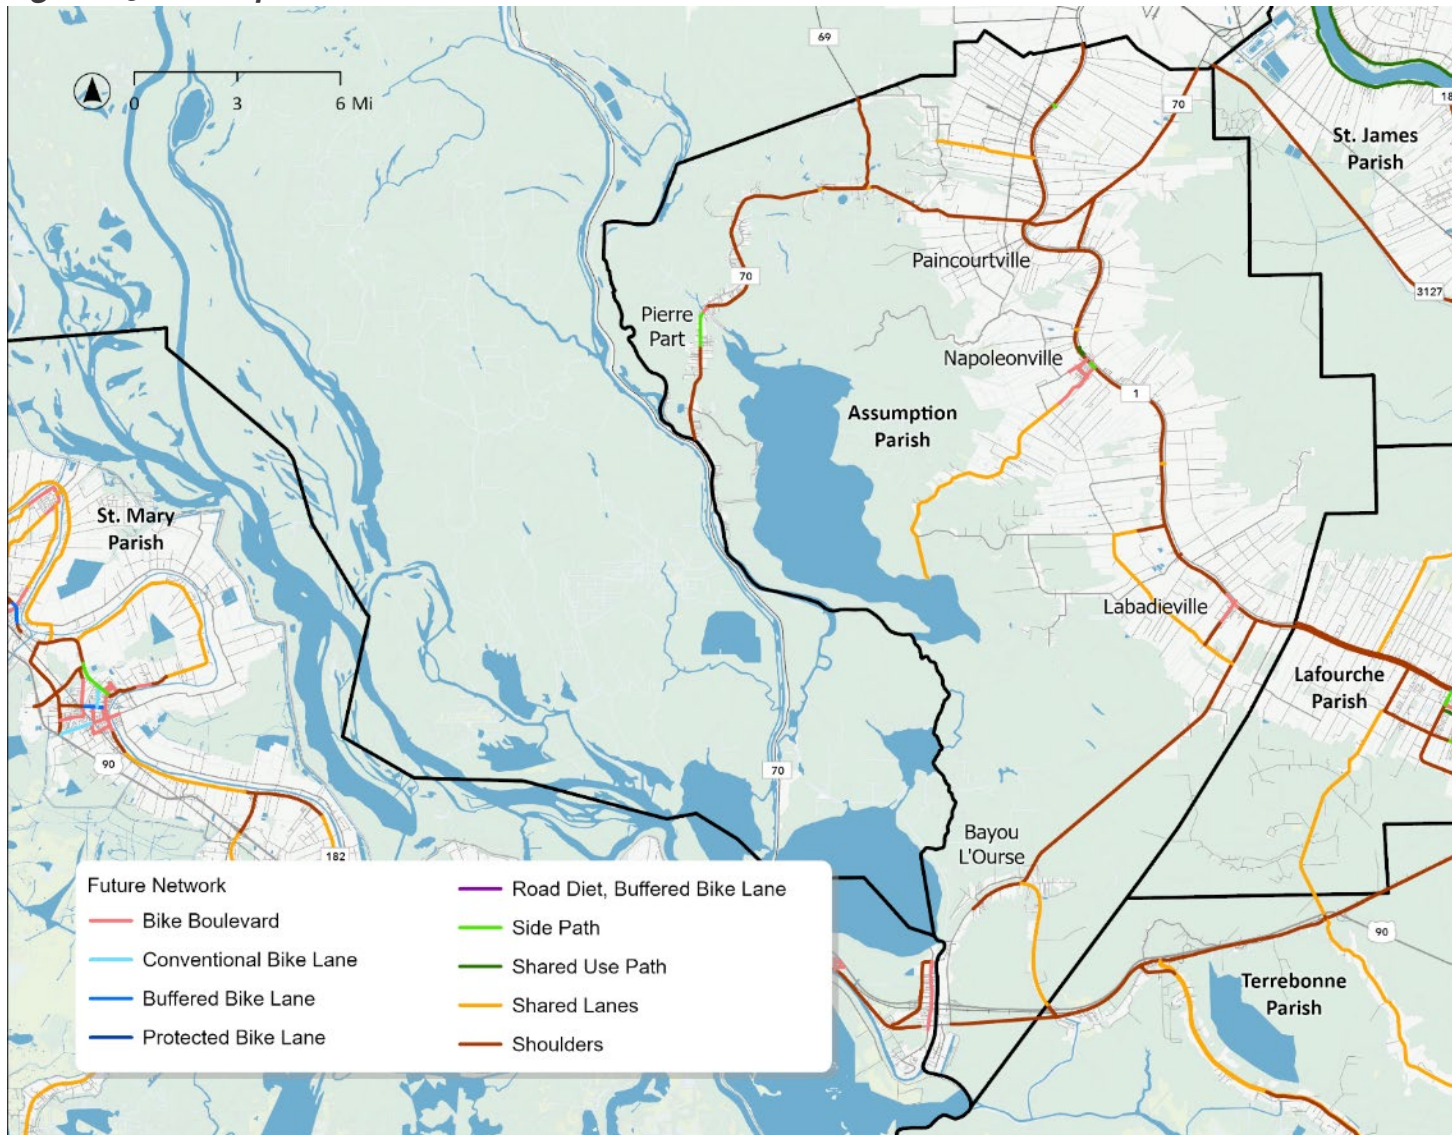 69
0 3 6 Mi
70
18
St. James
Parish
Paincourtville
70
3127
Pierre
Part
Napoleonville
1
Assumption
Parish
St. Mary
Parish
Labadieville
Lafourche
Parish
90
70
Bayou
L'Ourse
182
90
Terrebonne
Parish
Future Network
Bike Boulevard
Conventional Bike Lane
Buffered Bike Lane
Protected Bike Lane
Road Diet, Buffered Bike Lane
Side Path
Shared Use Path
Shared Lanes
Shoulders